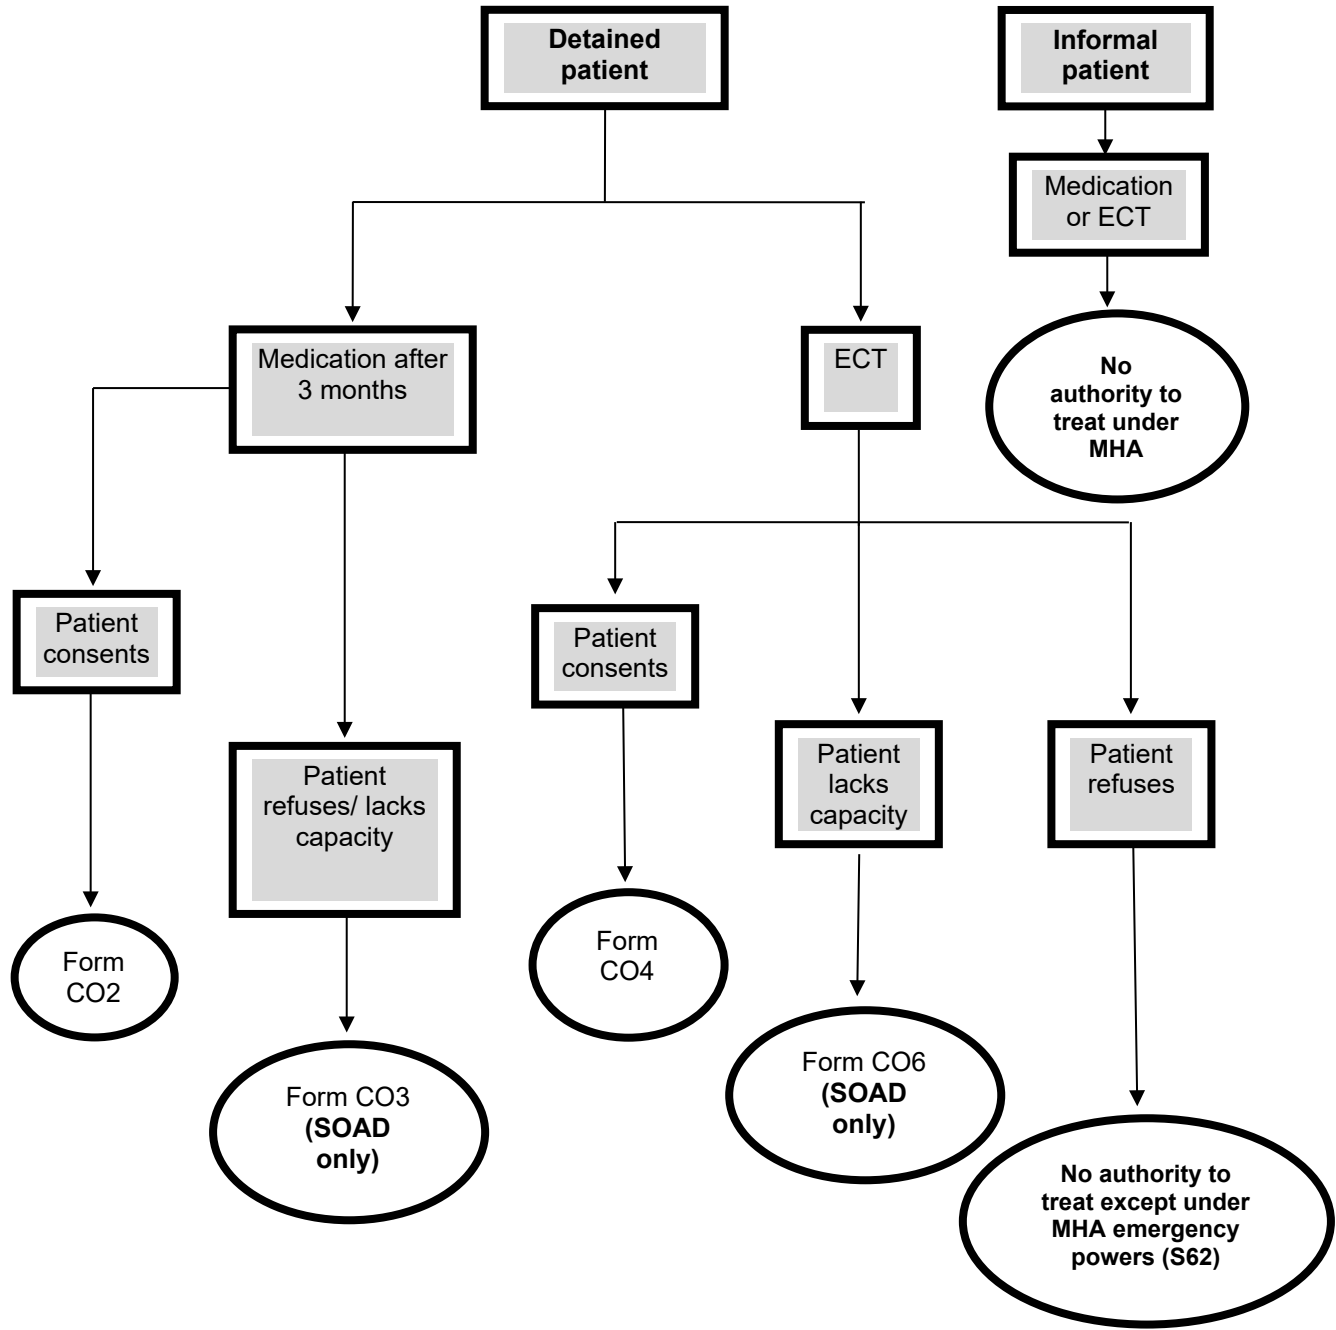 Detained
patient
Informal
patient
Medication
or ECT
No
authority to
treat under
MHA
Medication after
3 months
ECT
Patient
consents
Patient
consents
Patient
refuses/ lacks
capacity
Patient
lacks
capacity
Patient
refuses
Form
CO2
Form
CO4
Form CO3
(SOAD
only)
Form CO6
(SOAD
only)
No authority to
treat except under
MHA emergency
powers (S62)